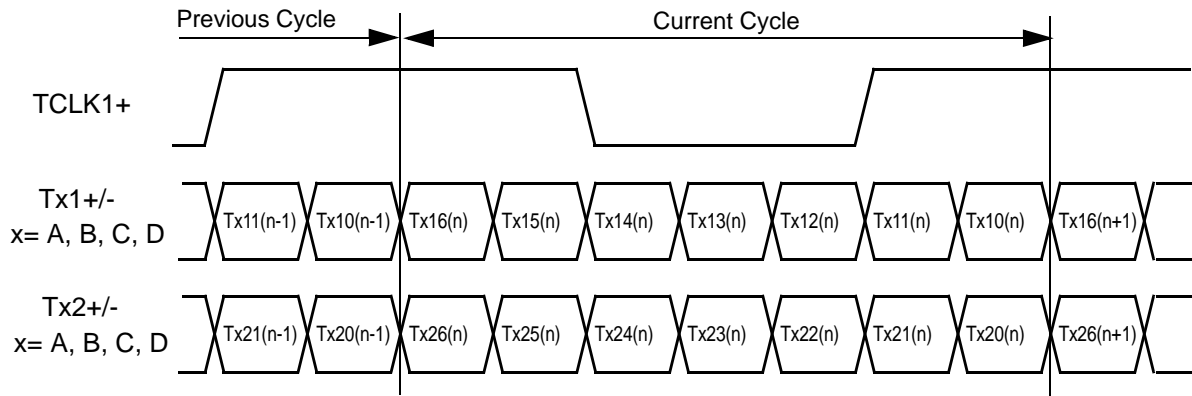 Previous Cycle
Current Cycle
TCLK1+
Tx1+/-
x= A, B, C, D
Tx11(n-1) Tx10(n-1) Tx16(n) Tx15(n) Tx14(n) Tx13(n) Tx12(n) Tx11(n) Tx10(n) Tx16(n+1)
Tx2+/-
x= A, B, C, D
Tx21(n-1) Tx20(n-1) Tx26(n) Tx25(n) Tx24(n) Tx23(n) Tx22(n) Tx21(n) Tx20(n) Tx26(n+1)